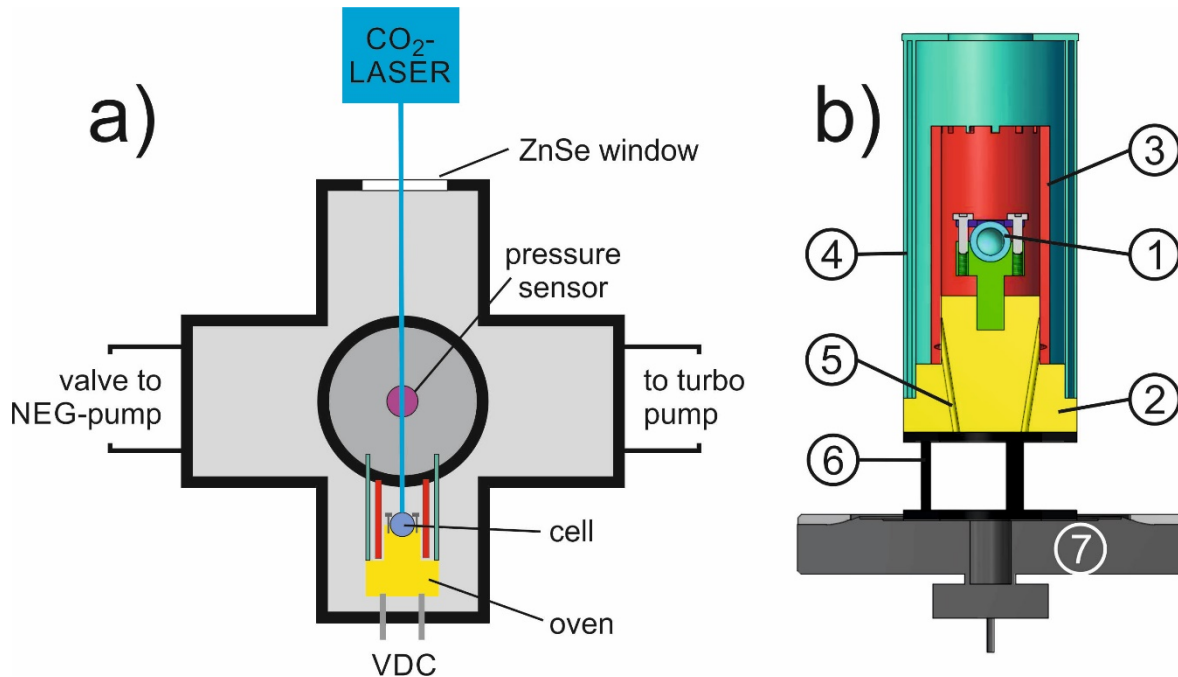 a)
CO₂-
LASER
ZnSe window
pressure
sensor
valve to
NEG-pump
to turbo
pump
cell
oven
VDC
b)
3
1
4
5
2
6
7